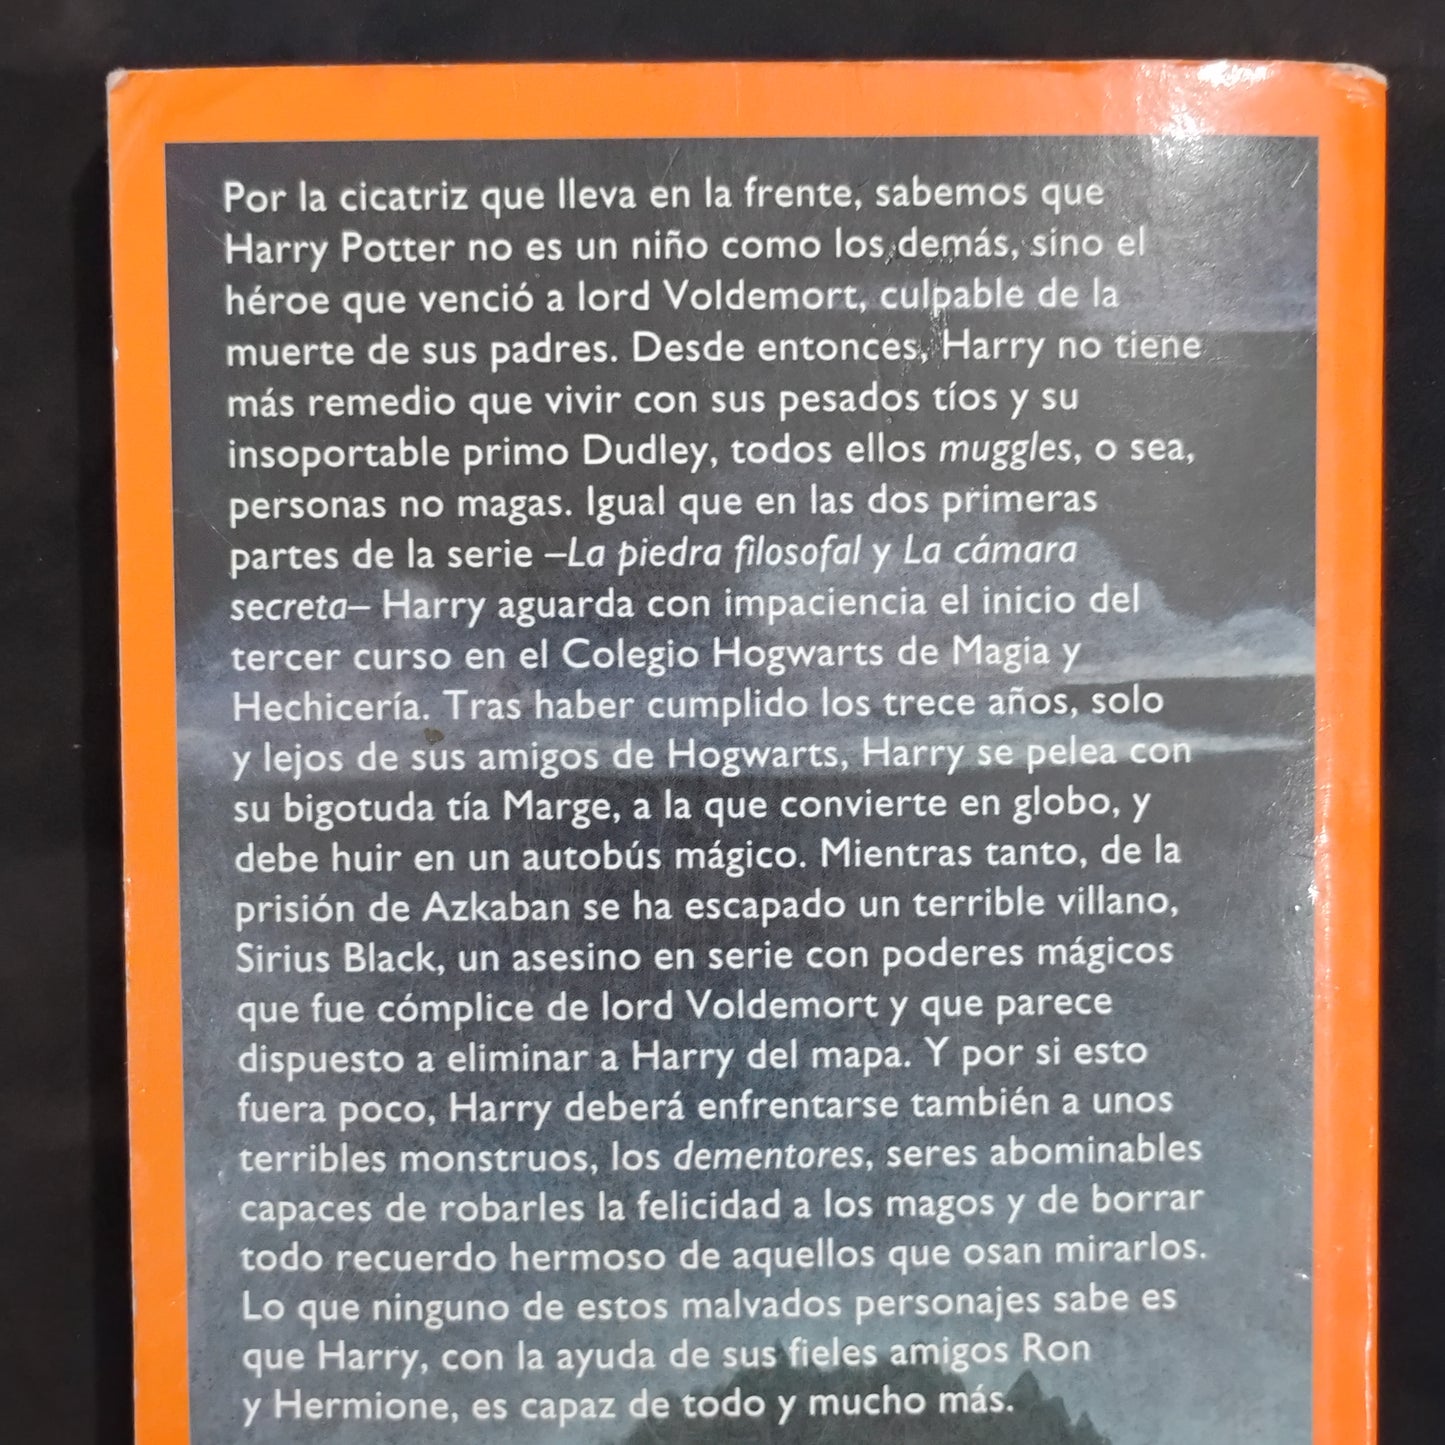 Por la cicatriz que lleva en la frente, sabemos que
Harry Potter no es un niño como los demás, sino el
héroe que venció a lord Voldemort, culpable de la
muerte de sus padres. Desde entonces, Harry no tiene
más remedio que vivir con sus pesados tíos y su
insoportable primo Dudley, todos ellos muggles, o sea,
personas no magas. Igual que en las dos primeras
partes de la serie –La piedra filosofal y La cámara
secreta– Harry aguarda con impaciencia el inicio del
tercer curso en el Colegio Hogwarts de Magia y
Hechicería. Tras haber cumplido los trece años, solo
y lejos de sus amigos de Hogwarts, Harry se pelea con
su bigotuda tía Marge, a la que convierte en globo, y
debe huir en un autobús mágico. Mientras tanto, de la
prisión de Azkaban se ha escapado un terrible villano,
Sirius Black, un asesino en serie con poderes mágicos
que fue cómplice de lord Voldemort y que parece
dispuesto a eliminar a Harry del mapa. Y por si esto
fuera poco, Harry deberá enfrentarse también a unos
terribles monstruos, los dementores, seres abominables
capaces de robarles la felicidad a los magos y de borrar
todo recuerdo hermoso de aquellos que osan mirarlos.
Lo que ninguno de estos malvados personajes sabe es
que Harry, con la ayuda de sus fieles amigos Ron
y Hermione, es capaz de todo y mucho más.